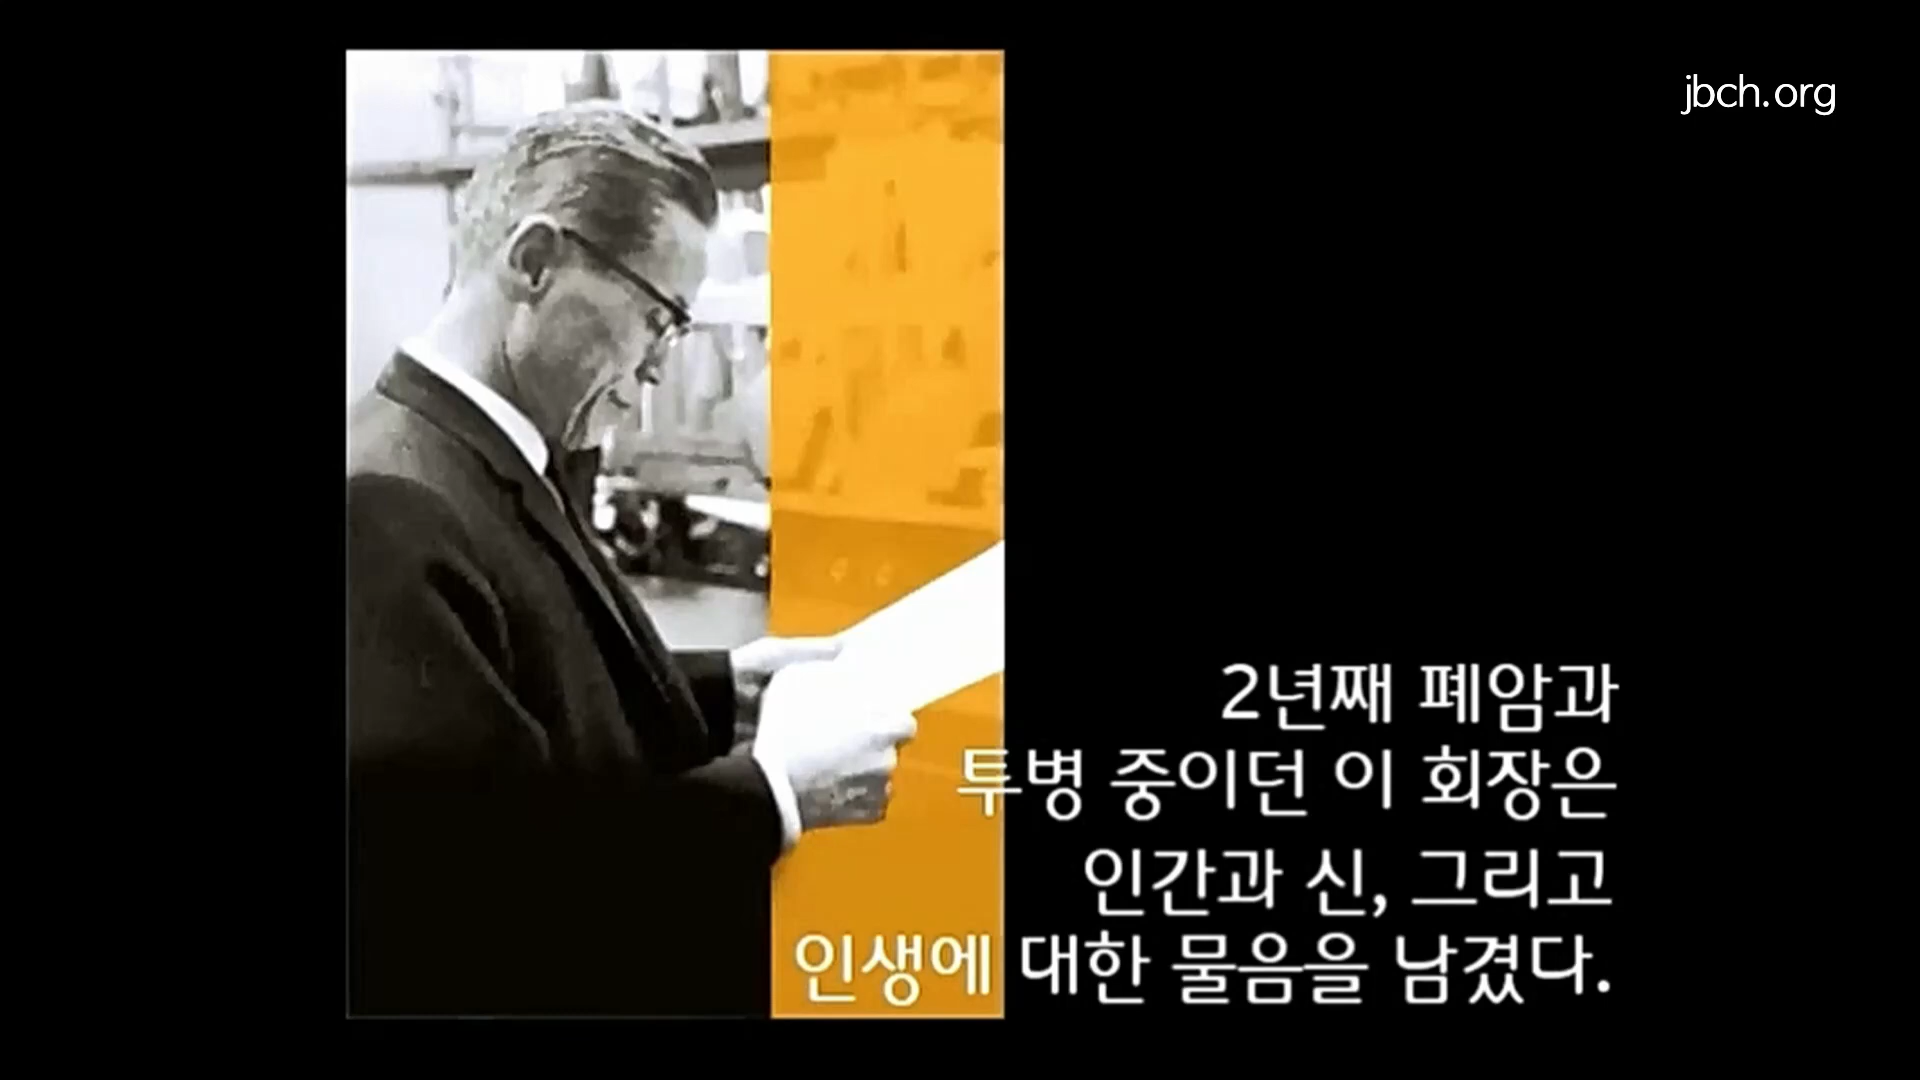 jbch.org
2년째 폐암과
투병 중이던 이 회장은
인간과 신, 그리고
인생에 대한 물음을 남겼다.